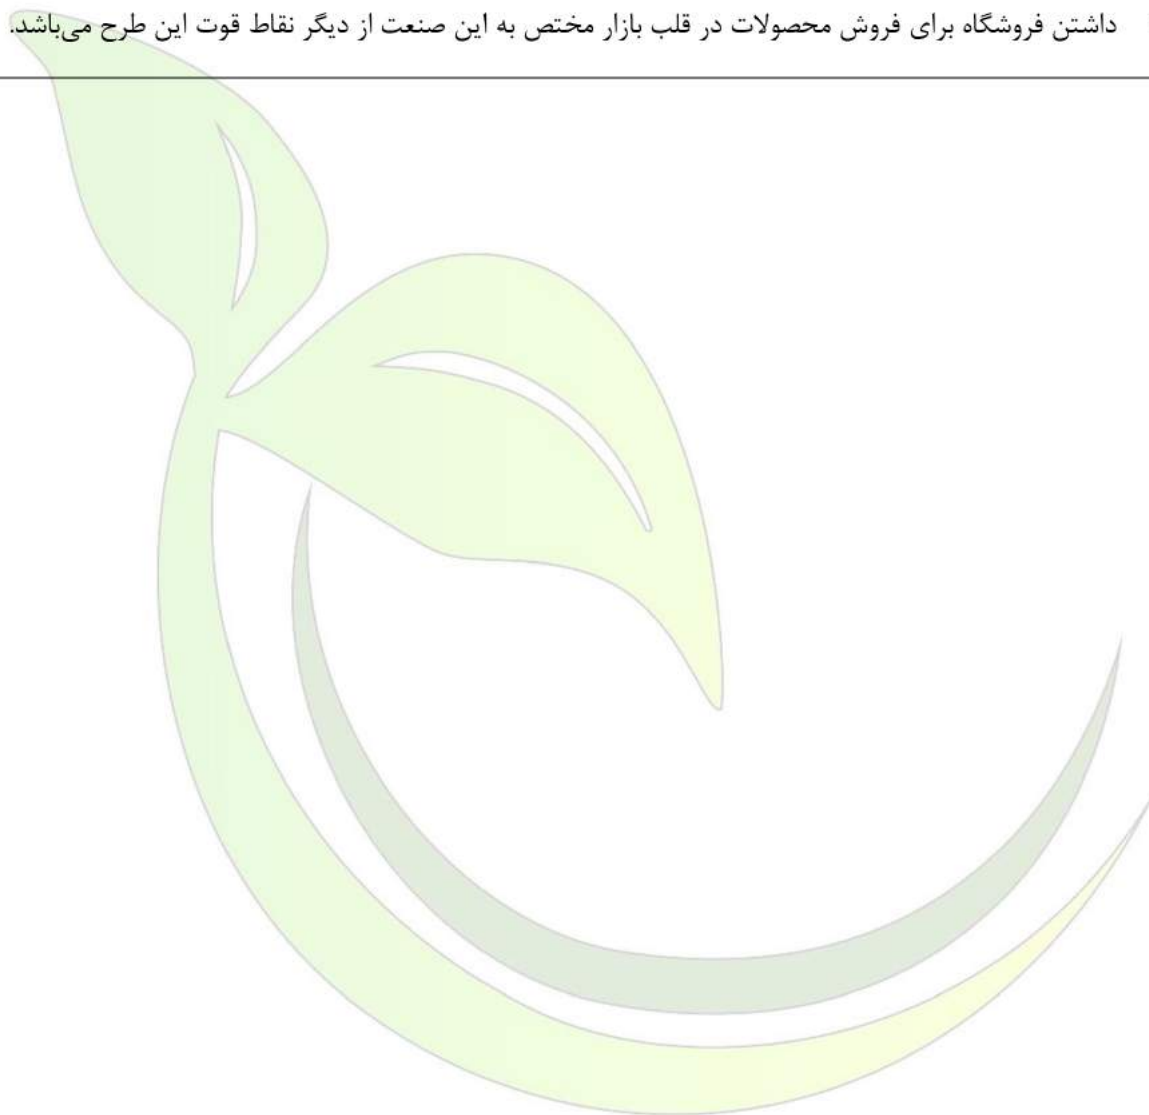 داشتن فروشگاه برای فروش محصولات در قلب بازار مختص به این صنعت از دیگر نقاط قوت این طرح می‌باشد.